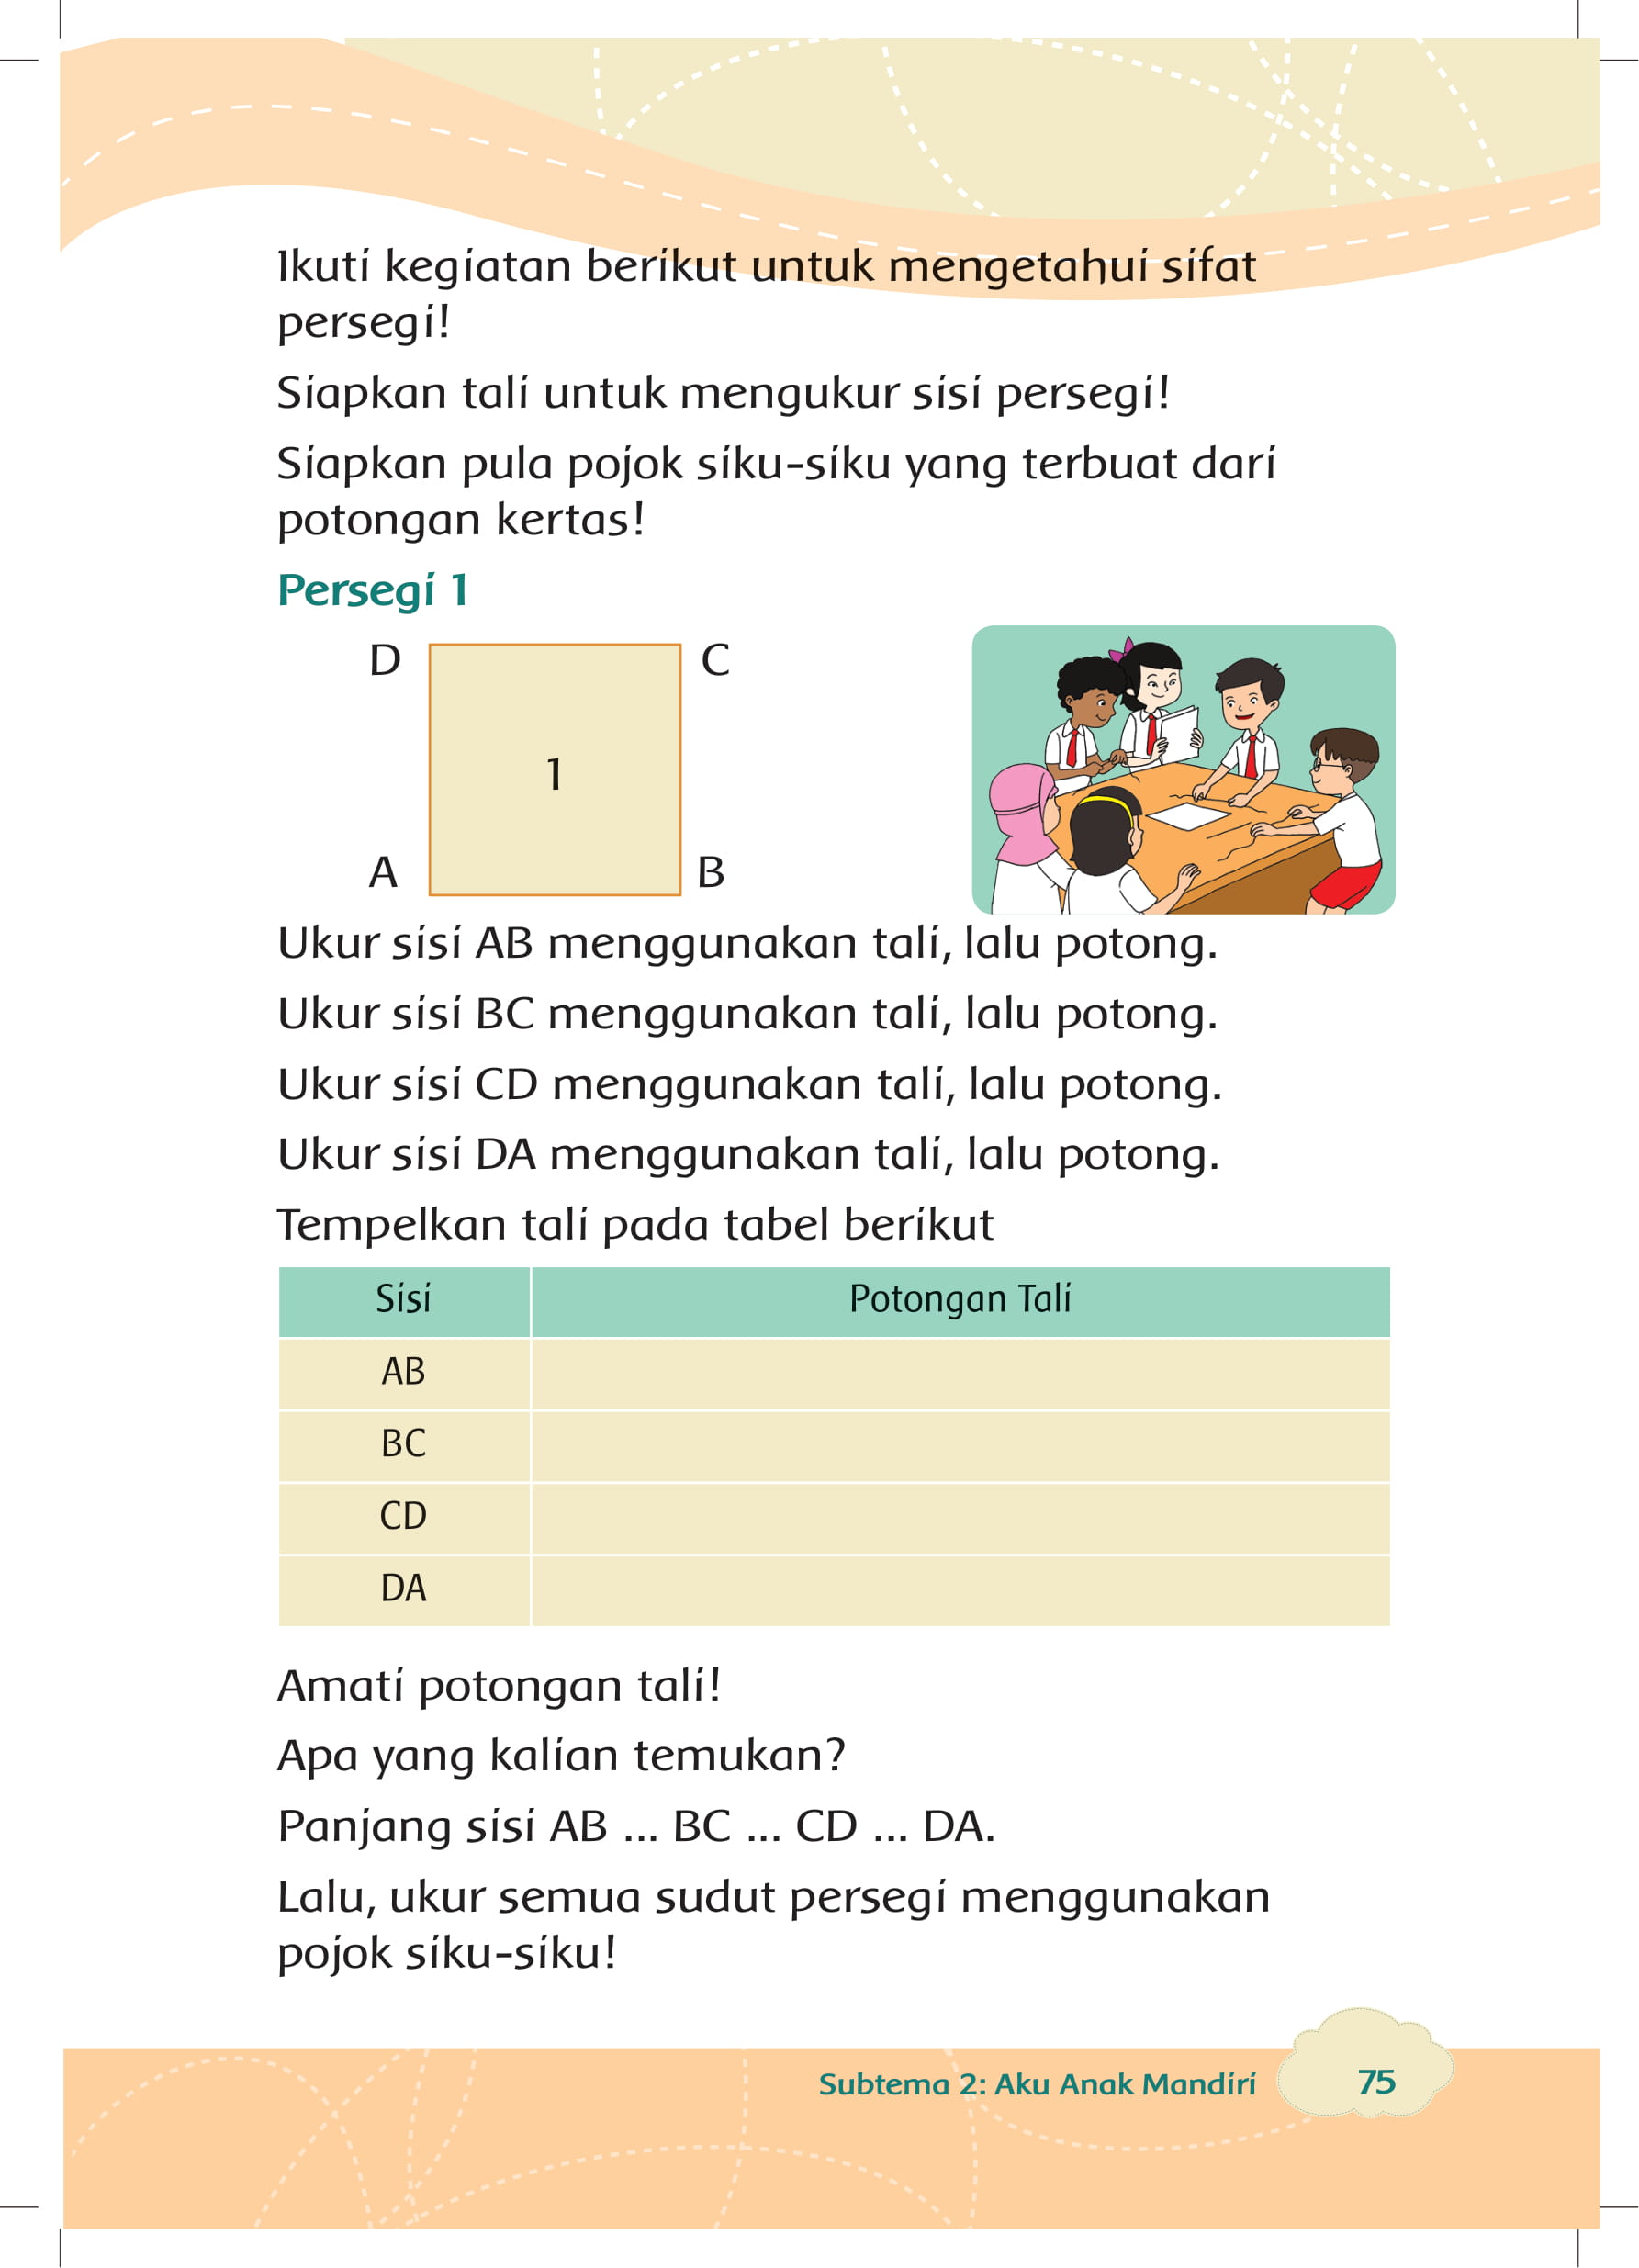 Ikuti kegiatan berikut untuk mengetahui sifat
persegi!
Siapkan tali untuk mengukur sisi persegi!
Siapkan pula pojok siku-siku yang terbuat dari
potongan kertas!
Persegi 1
D C
1
A B
Ukur sisi AB menggunakan tali, lalu potong.
Ukur sisi BC menggunakan tali, lalu potong.
Ukur sisi CD menggunakan tali, lalu potong.
Ukur sisi DA menggunakan tali, lalu potong.
Tempelkan tali pada tabel berikut
Sisi Potongan Tali
AB
BC
CD
DA
Amati potongan tali!
Apa yang kalian temukan?
Panjang sisi AB ... BC ... CD ... DA.
Lalu, ukur semua sudut persegi menggunakan
pojok siku-siku!
Subtema 2: Aku Anak Mandiri 75